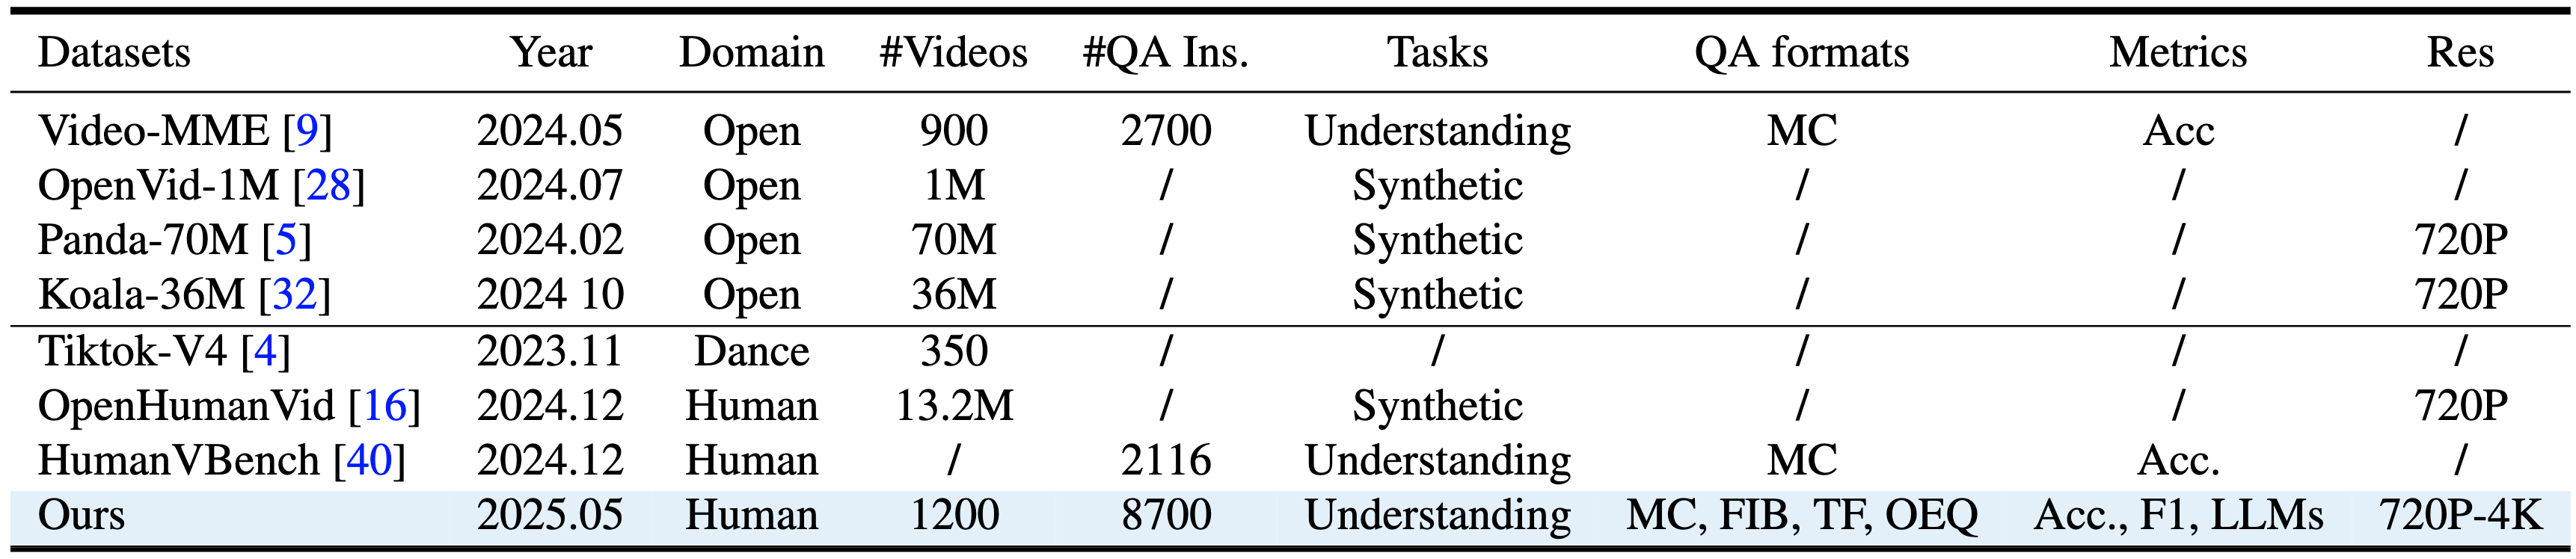 Datasets Year Domain #Videos #QA Ins. Tasks QA formats Metrics Res
Video-MME [9] 2024.05 Open 900 2700 Understanding MC Acc /
OpenVid-1M [28] 2024.07 Open 1M / Synthetic / / /
Panda-70M [5] 2024.02 Open 70M / Synthetic / / 720P
Koala-36M [32] 2024 10 Open 36M / Synthetic / / 720P
Tiktok-V4 [4] 2023.11 Dance 350 / / / / /
OpenHumanVid [16] 2024.12 Human 13.2M / Synthetic / / 720P
HumanVBench [40] 2024.12 Human / 2116 Understanding MC Acc. /
Ours 2025.05 Human 1200 8700 Understanding MC, FIB, TF, OEQ Acc., F1, LLMs 720P-4K